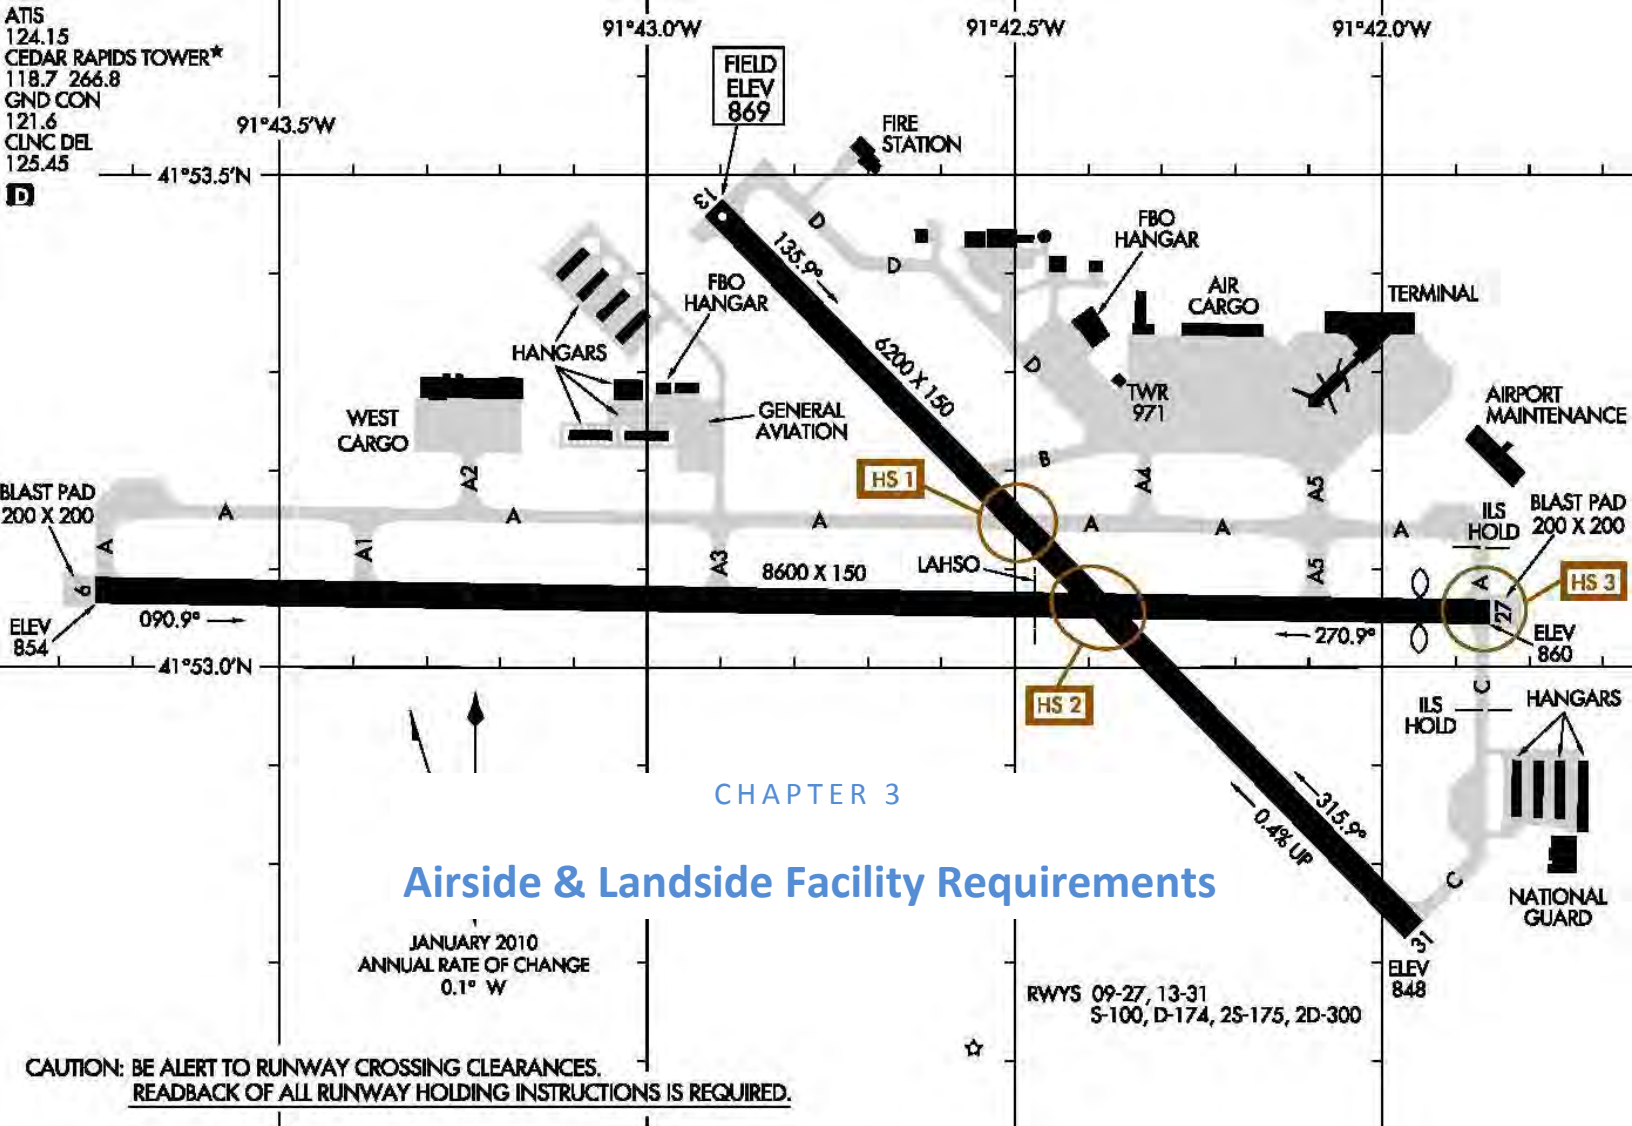 ATIS
124.15
CEDAR RAPIDS TOWER★
118.7 266.8
GND CON
121.6
CLNC DEL
125.45
D
91°43.5'W
91°43.0'W
91°42.5'W
91°42.0'W
41°53.5'N
FIELD
ELEV
869
FIRE
STATION
13
D
D
D
135.9°
6200 X 150
FBO
HANGAR
FBO
HANGAR
AIR
CARGO
TERMINAL
HANGARS
TWR
971
AIRPORT
MAINTENANCE
WEST
CARGO
GENERAL
AVIATION
B
A2
A4
A5
HS 1
BLAST PAD
200 X 200
BLAST PAD
200 X 200
ILS
HOLD
A
A
A
A
A
A
A
A1
A3
A5
A
8600 X 150
LAHSO
HS 3
9
27
ELEV
854
090.9°
270.9°
ELEV
860
41°53.0'N
HS 2
C
ILS
HOLD
HANGARS
CHAPTER 3
315.9°
0.4% UP
Airside & Landside Facility Requirements
C
NATIONAL
GUARD
31
ELEV
848
JANUARY 2010
ANNUAL RATE OF CHANGE
0.1° W
RWYS 09-27, 13-31
S-100, D-174, 2S-175, 2D-300
CAUTION: BE ALERT TO RUNWAY CROSSING CLEARANCES.
READBACK OF ALL RUNWAY HOLDING INSTRUCTIONS IS REQUIRED.